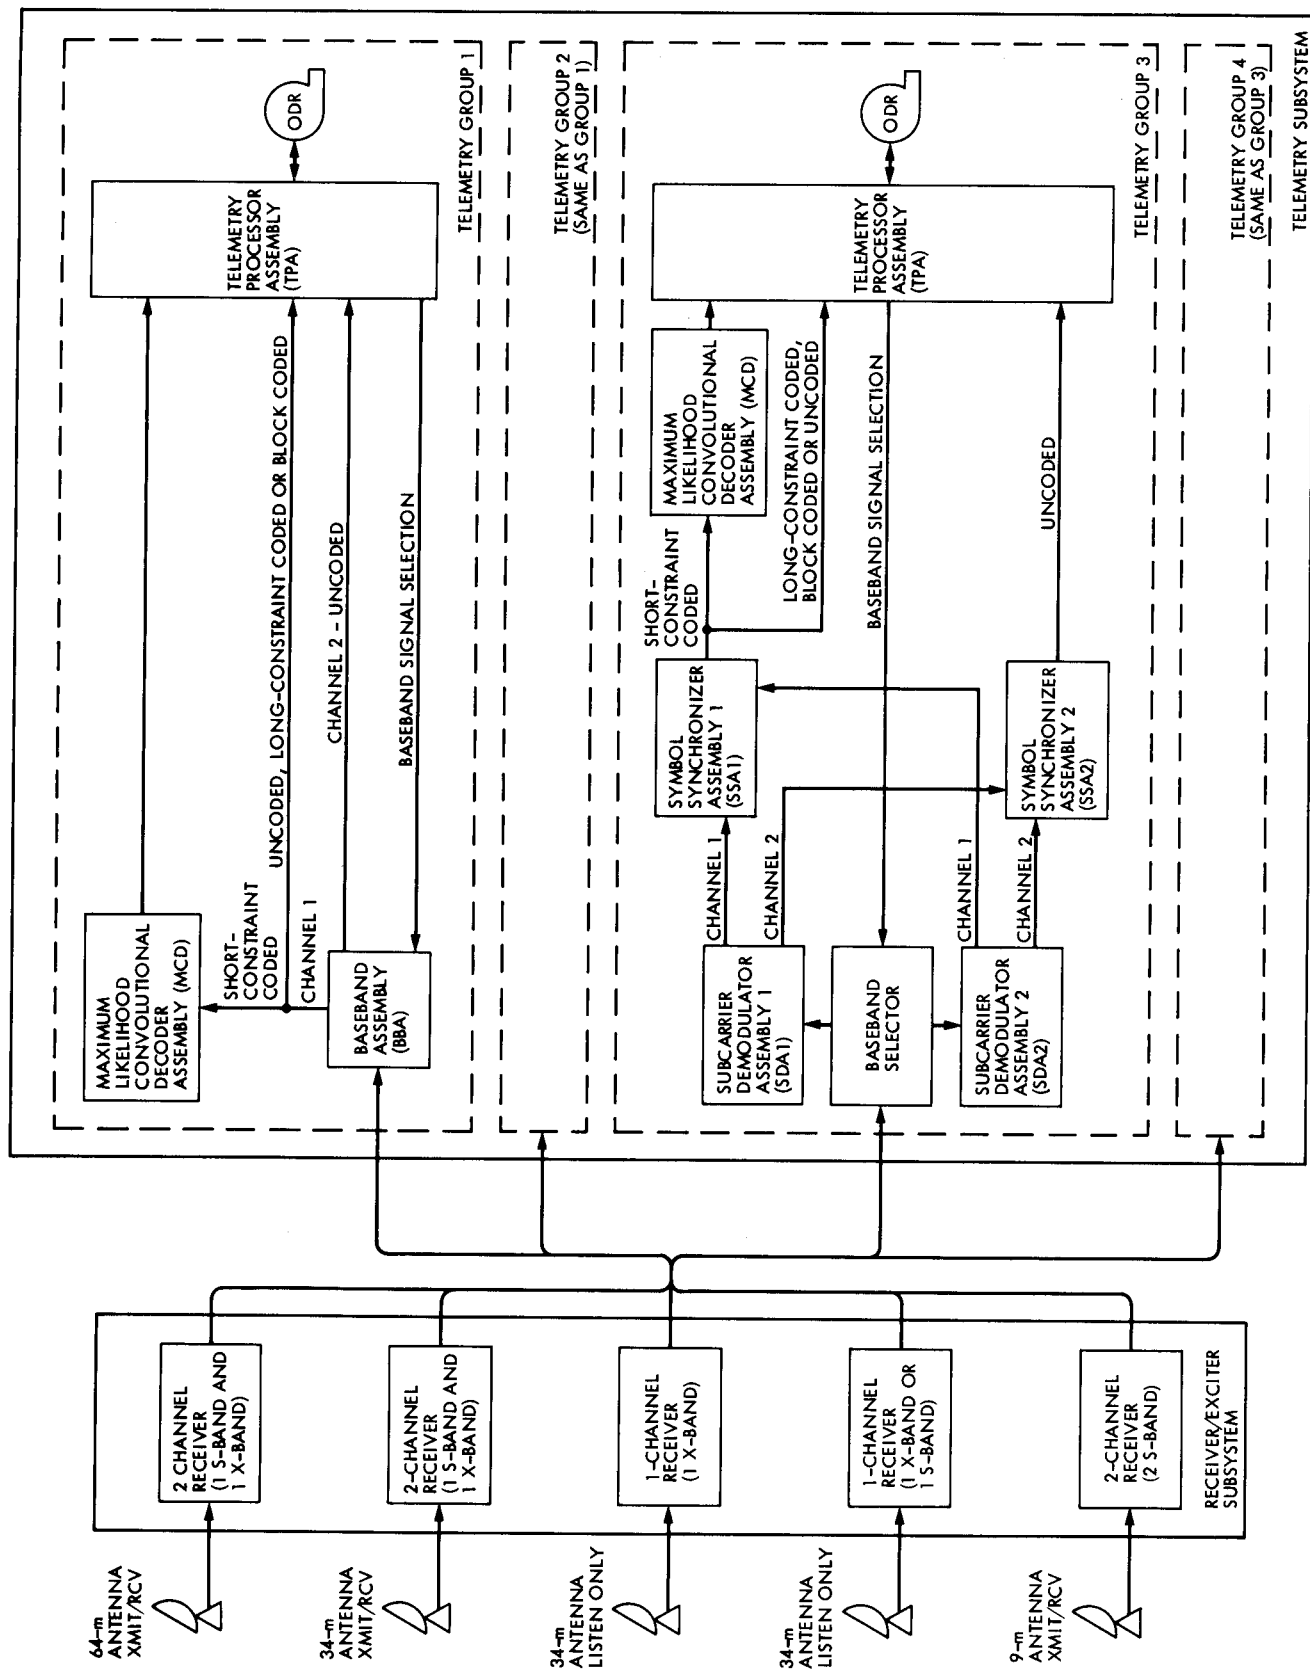 64-m
ANTENNA
XMIT/RCV
34-m
ANTENNA
XMIT/RCV
34-m
ANTENNA
LISTEN ONLY
34-m
ANTENNA
LISTEN ONLY
9-m
ANTENNA
XMIT/RCV
2 CHANNEL
RECEIVER
(1 S-BAND AND
1 X-BAND)
2-CHANNEL
RECEIVER
(1 S-BAND AND
1 X-BAND)
1-CHANNEL
RECEIVER
(1 X-BAND)
1-CHANNEL
RECEIVER
(1 X-BAND OR
1 S-BAND)
2-CHANNEL
RECEIVER
(2 S-BAND)
RECEIVER/EXCITER
SUBSYSTEM
MAXIMUM
LIKELIHOOD
CONVOLUTIONAL
DECODER
ASSEMBLY (MCD)
SHORT-
CONSTRAINT
CODED
CHANNEL 1
BASEBAND
ASSEMBLY
(BBA)
UNCODED, LONG-CONSTRAINT CODED OR BLOCK CODED
CHANNEL 2 - UNCODED
BASEBAND SIGNAL SELECTION
TELEMETRY
PROCESSOR
ASSEMBLY
(TPA)
ODR
TELEMETRY GROUP 1
TELEMETRY GROUP 2
(SAME AS GROUP 1)
SUBCARRIER
DEMODULATOR
ASSEMBLY 1
(SDA1)
BASEBAND
SELECTOR
SUBCARRIER
DEMODULATOR
ASSEMBLY 2
(SDA2)
CHANNEL 1
CHANNEL 2
CHANNEL 1
CHANNEL 2
SYMBOL
SYNCHRONIZER
ASSEMBLY 1
(SSA1)
SYMBOL
SYNCHRONIZER
ASSEMBLY 2
(SSA2)
SHORT-
CONSTRAINT
CODED
MAXIMUM
LIKELIHOOD
CONVOLUTIONAL
DECODER
ASSEMBLY (MCD)
LONG-CONSTRAINT CODED,
BLOCK CODED OR UNCODED
BASEBAND SIGNAL SELECTION
UNCODED
TELEMETRY
PROCESSOR
ASSEMBLY
(TPA)
ODR
TELEMETRY GROUP 3
TELEMETRY GROUP 4
(SAME AS GROUP 3)
TELEMETRY SUBSYSTEM